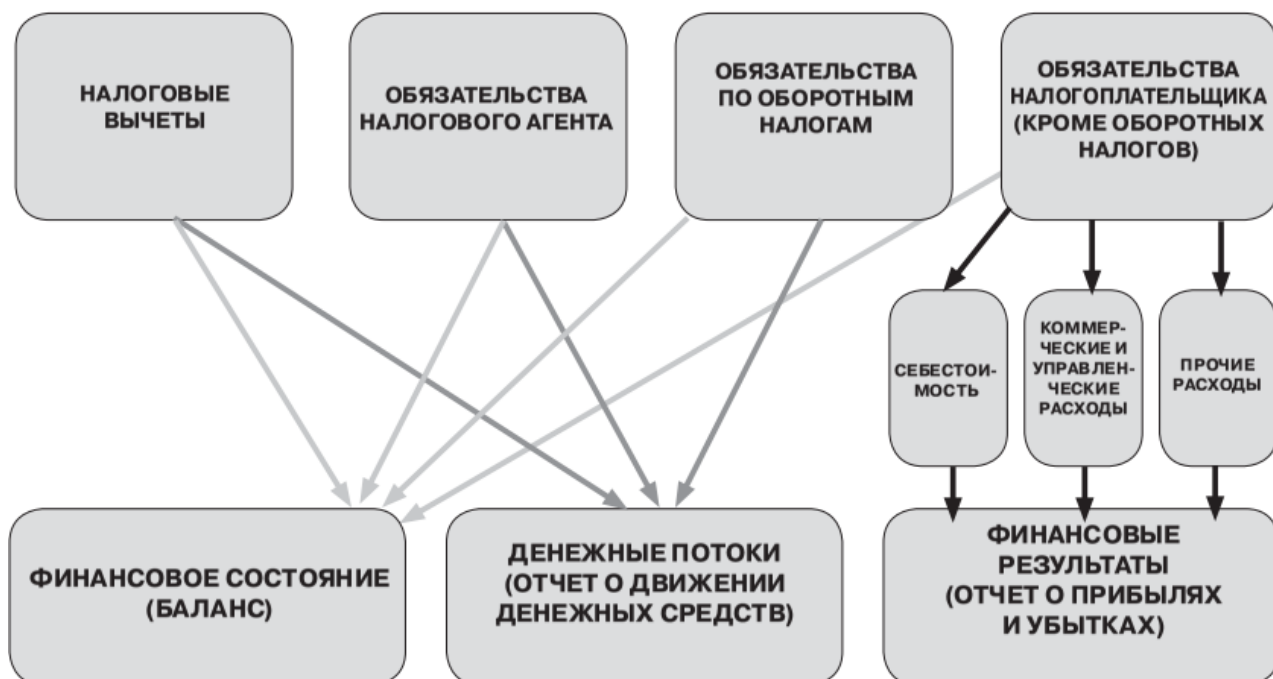 НАЛОГОВЫЕ
ВЫЧЕТЫ
ОБЯЗАТЕЛЬСТВА
НАЛОГОВОГО АГЕНТА
ОБЯЗАТЕЛЬСТВА
ПО ОБОРОТНЫМ
НАЛОГАМ
ОБЯЗАТЕЛЬСТВА
НАЛОГОПЛАТЕЛЬЩИКА
(КРОМЕ ОБОРОТНЫХ
НАЛОГОВ)
СЕБЕСТОИ-
МОСТЬ
КОММЕР-
ЧЕСКИЕ И
УПРАВЛЕН-
ЧЕСКИЕ
РАСХОДЫ
ПРОЧИЕ
РАСХОДЫ
ФИНАНСОВОЕ СОСТОЯНИЕ
(БАЛАНС)
ДЕНЕЖНЫЕ ПОТОКИ
(ОТЧЕТ О ДВИЖЕНИИ
ДЕНЕЖНЫХ СРЕДСТВ)
ФИНАНСОВЫЕ
РЕЗУЛЬТАТЫ
(ОТЧЕТ О ПРИБЫЛЯХ
И УБЫТКАХ)